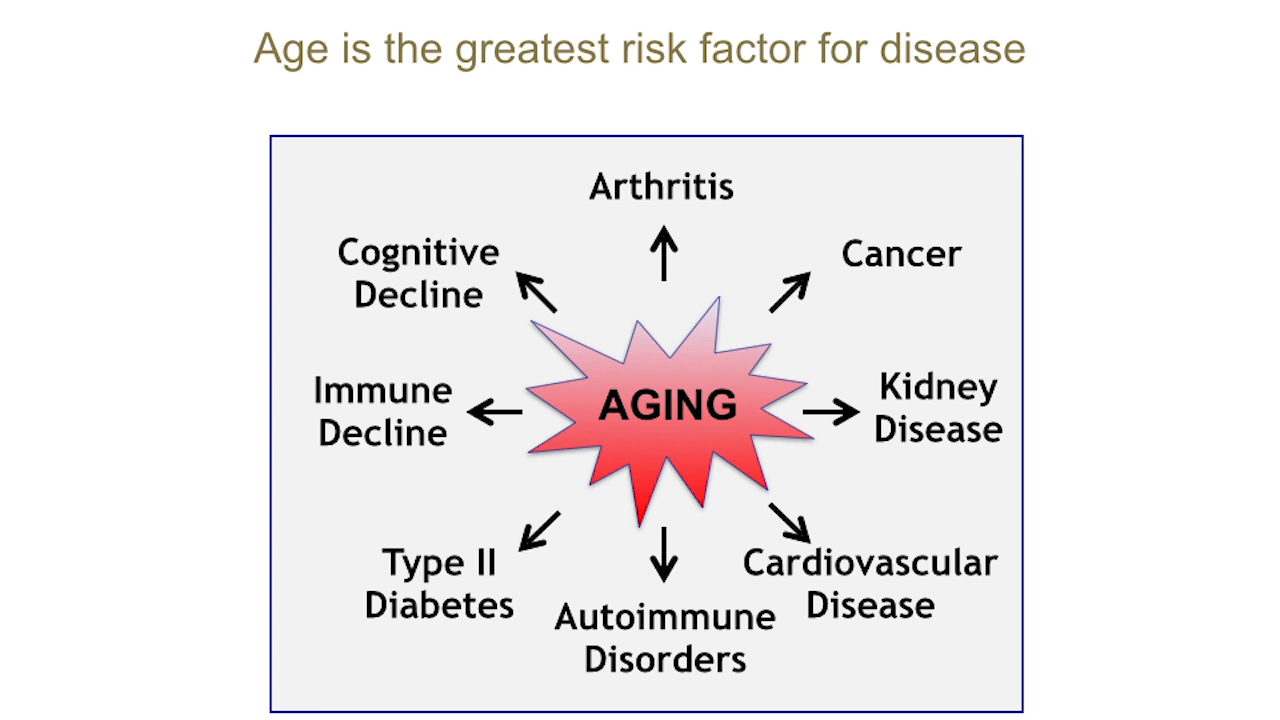 Age is the greatest risk factor for disease
Arthritis
Cognitive
Decline
Cancer
Immune
Decline
AGING
Kidney
Disease
Type II
Diabetes
Autoimmune
Disorders
Cardiovascular
Disease